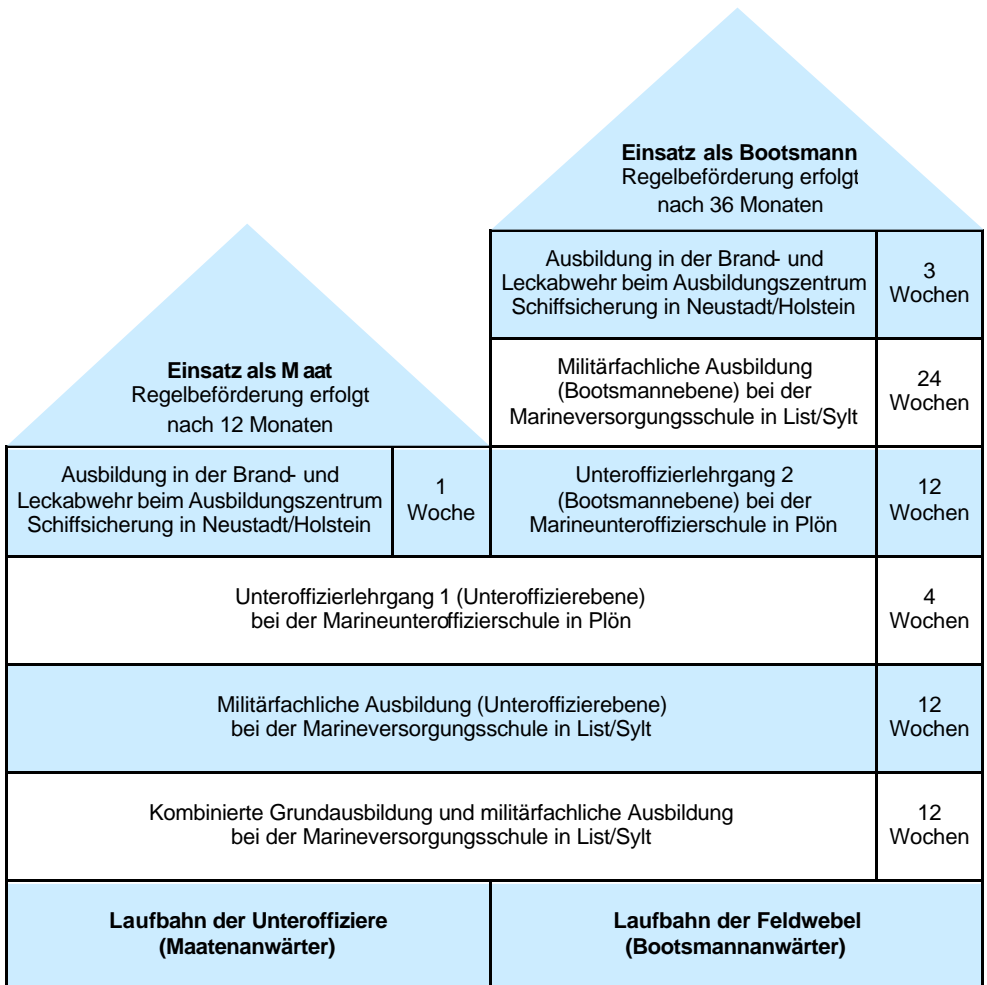 Einsatz als Bootsmann
Regelbeförderung erfolgt
nach 36 Monaten
Ausbildung in der Brand- und
Leckabwehr beim Ausbildungszentrum
Schiffsicherung in Neustadt/Holstein
3
Wochen
Einsatz als Maat
Regelbeförderung erfolgt
nach 12 Monaten
Militärfachliche Ausbildung
(Bootsmannebene) bei der
Marineversorgungsschule in List/Sylt
24
Wochen
Ausbildung in der Brand- und
Leckabwehr beim Ausbildungszentrum
Schiffsicherung in Neustadt/Holstein
1
Woche
Unteroffizierlehrgang 2
(Bootsmannebene) bei der
Marineunteroffizierschule in Plön
12
Wochen
Unteroffizierlehrgang 1 (Unteroffizierebene)
bei der Marineunteroffizierschule in Plön
4
Wochen
Militärfachliche Ausbildung (Unteroffizierebene)
bei der Marineversorgungsschule in List/Sylt
12
Wochen
Kombinierte Grundausbildung und militärfachliche Ausbildung
bei der Marineversorgungsschule in List/Sylt
12
Wochen
Laufbahn der Unteroffiziere
(Maatenanwärter)
Laufbahn der Feldwebel
(Bootsmannanwärter)